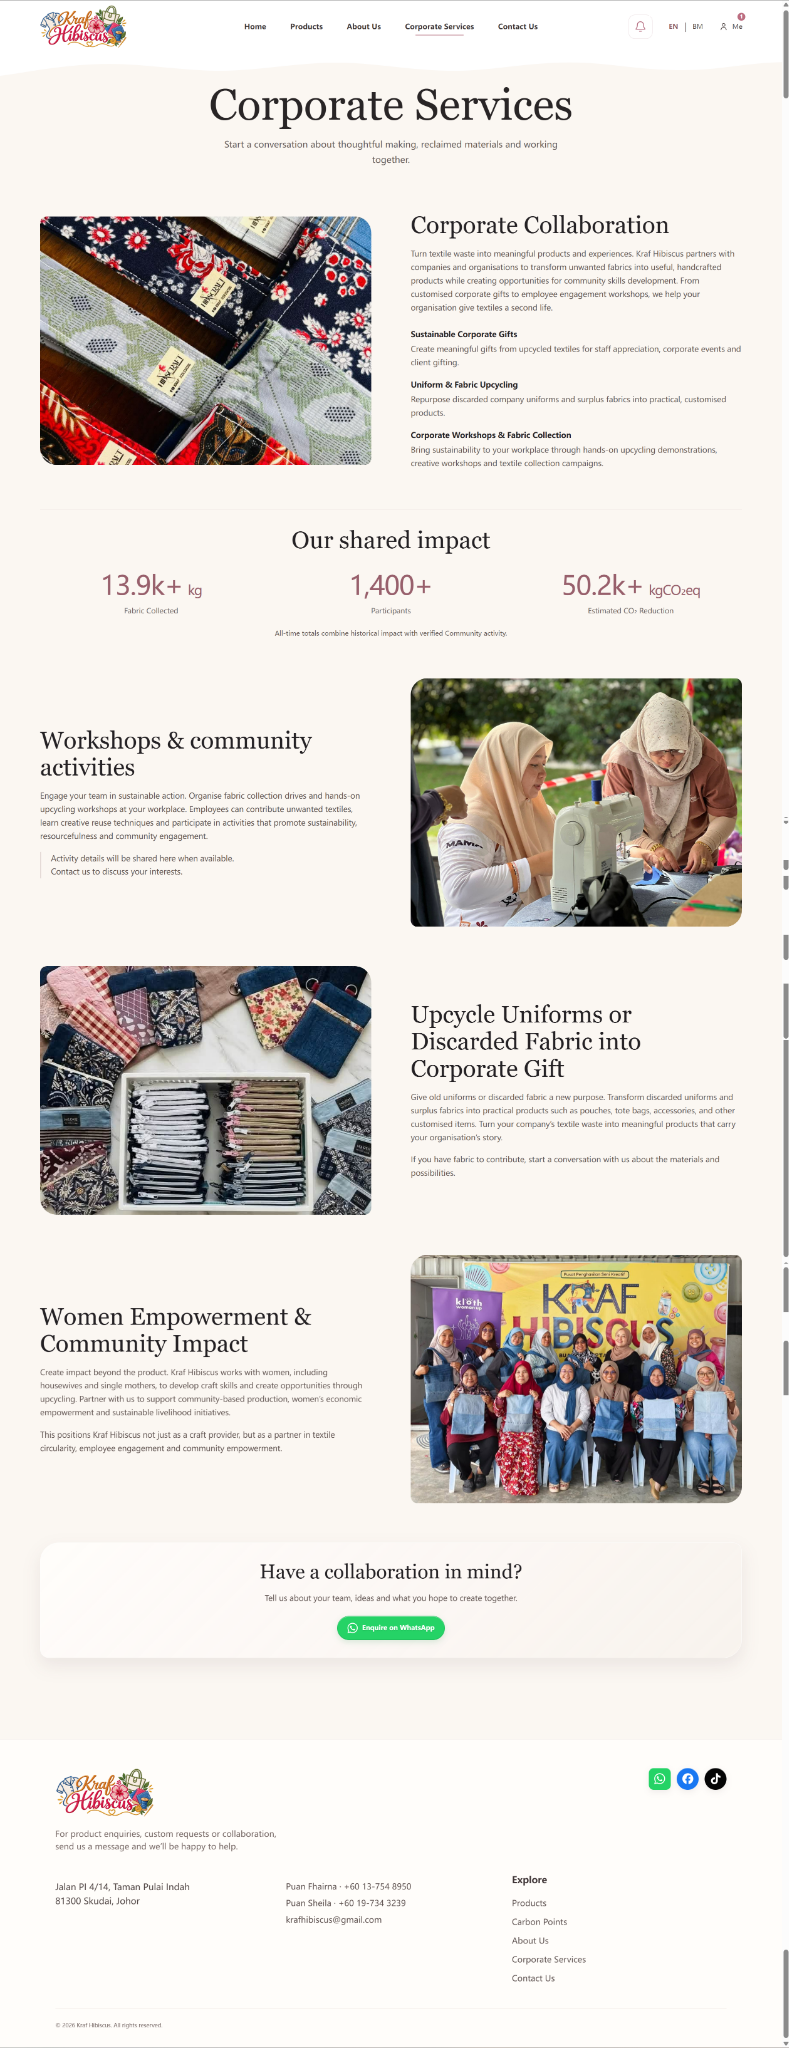 Kraf
Hibiscus
Home
Products
About Us
Corporate Services
Contact Us
EN | BM
Me
1
Corporate Services
Start a conversation about thoughtful making, reclaimed materials and working
together.
Corporate Collaboration
Turn textile waste into meaningful products and experiences. Kraf Hibiscus partners with
companies and organisations to transform unwanted fabrics into useful, handcrafted
products while creating opportunities for community skills development. From
customised corporate gifts to employee engagement workshops, we help your
organisation give textiles a second life.
Sustainable Corporate Gifts
Create meaningful gifts from upcycled textiles for staff appreciation, corporate events and
client gifting.
Uniform & Fabric Upcycling
Repurpose discarded company uniforms and surplus fabrics into practical, customised
products.
Corporate Workshops & Fabric Collection
Bring sustainability to your workplace through hands-on upcycling demonstrations,
creative workshops and textile collection campaigns.
Our shared impact
13.9k+ kg
Fabric Collected
1,400+
Participants
50.2k+ kgCO₂eq
Estimated CO₂ Reduction
All-time totals combine historical impact with verified Community activity.
Workshops & community
activities
Engage your team in sustainable action. Organise fabric collection drives and hands-on
upcycling workshops at your workplace. Employees can contribute unwanted textiles,
learn creative reuse techniques and participate in activities that promote sustainability,
resourcefulness and community engagement.
Activity details will be shared here when available.
Contact us to discuss your interests.
Upcycle Uniforms or
Discarded Fabric into
Corporate Gift
Give old uniforms or discarded fabric a new purpose. Transform discarded uniforms and
surplus fabrics into practical products such as pouches, tote bags, accessories, and other
customised items. Turn your company's textile waste into meaningful products that carry
your organisation's story.
If you have fabric to contribute, start a conversation with us about the materials and
possibilities.
Women Empowerment &
Community Impact
Create impact beyond the product. Kraf Hibiscus works with women, including
housewives and single mothers, to develop craft skills and create opportunities through
upcycling. Partner with us to support community-based production, women's economic
empowerment and sustainable livelihood initiatives.
This positions Kraf Hibiscus not just as a craft provider, but as a partner in textile
circularity, employee engagement and community empowerment.
kloth
KRAF
HIBISCUS
Have a collaboration in mind?
Tell us about your team, ideas and what you hope to create together.
Enquire on WhatsApp
Kraf
Hibiscus
For product enquiries, custom requests or collaboration,
send us a message and we'll be happy to help.
Jalan PI 4/14, Taman Pulai Indah
81300 Skudai, Johor
Puan Fhairna · +60 13-754 8950
Puan Sheila · +60 19-734 3239
krafhibiscus@gmail.com
Explore
Products
Carbon Points
About Us
Corporate Services
Contact Us
© 2026 Kraf Hibiscus. All rights reserved.